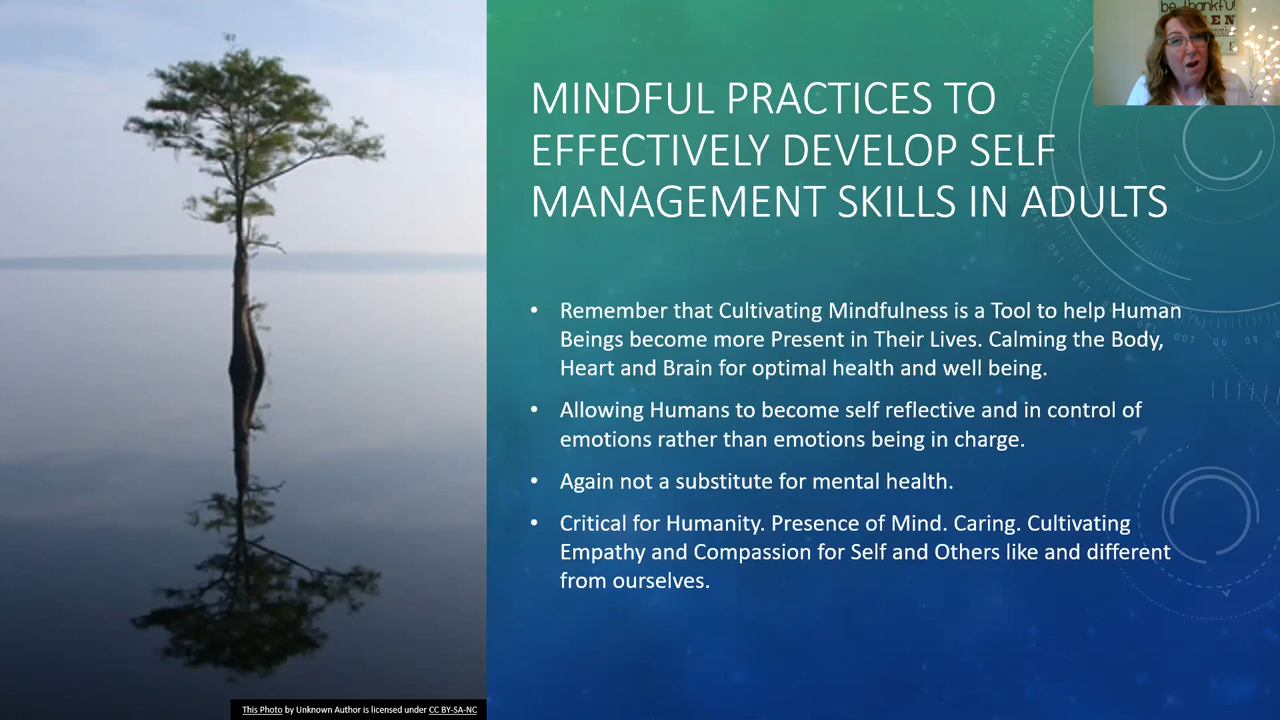 be thankful
EN
MINDFUL PRACTICES TO
EFFECTIVELY DEVELOP SELF
MANAGEMENT SKILLS IN ADULTS
• Remember that Cultivating Mindfulness is a Tool to help Human
Beings become more Present in Their Lives. Calming the Body,
Heart and Brain for optimal health and well being.
• Allowing Humans to become self reflective and in control of
emotions rather than emotions being in charge.
• Again not a substitute for mental health.
• Critical for Humanity. Presence of Mind. Caring. Cultivating
Empathy and Compassion for Self and Others like and different
from ourselves.
This Photo by Unknown Author is licensed under CC BY-SA-NC